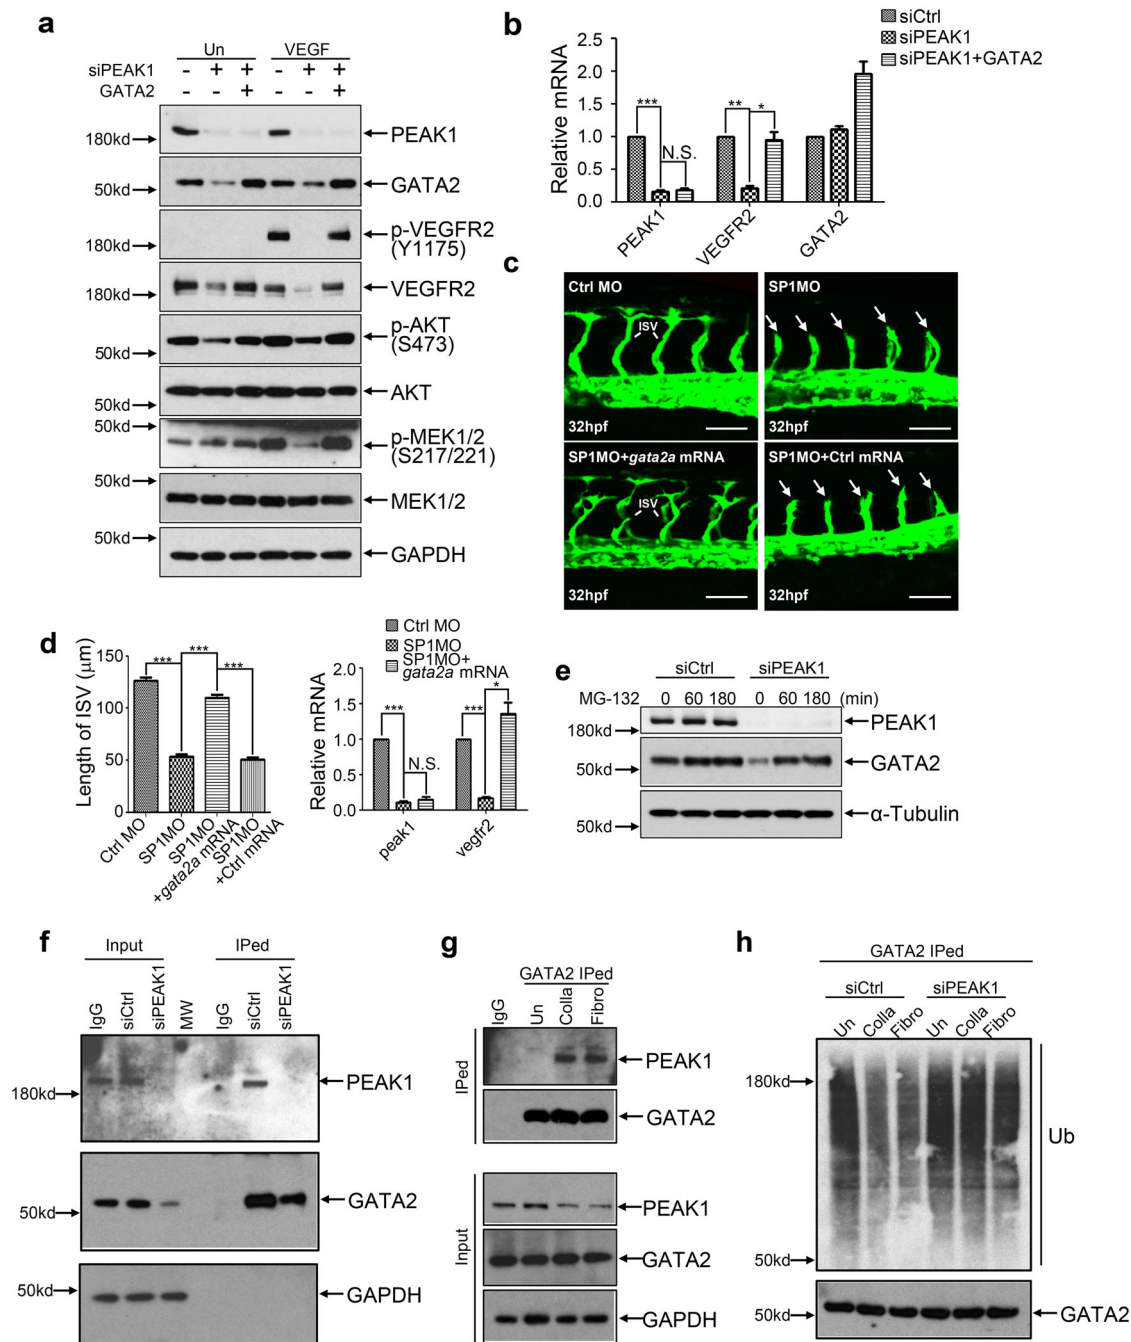 a
Un VEGF
siPEAK1 - + + - + +
GATA2 - - + - - +
180kd PEAK1
50kd GATA2
180kd p-VEGFR2
(Y1175)
180kd VEGFR2
50kd p-AKT
(S473)
50kd AKT
50kd p-MEK1/2
(S217/221)
50kd MEK1/2
50kd GAPDH
b
siCtrl
siPEAK1
siPEAK1+GATA2
Relative mRNA
2.5
2.0
1.5
1.0
0.5
0.0
*** N.S. ** *
PEAK1 VEGFR2 GATA2
c
Ctrl MO
ISV
32hpf
SP1MO
32hpf
SP1MO+gata2a mRNA
ISV
32hpf
SP1MO+Ctrl mRNA
32hpf
d
Length of ISV (μm)
150
100
50
0
*** *** ***
Ctrl MO
SP1MO
SP1MO
+gata2a mRNA
SP1MO
+Ctrl mRNA
Ctrl MO
SP1MO
SP1MO+
gata2a mRNA
Relative mRNA
2.0
1.5
1.0
0.5
0.0
*** N.S. *** *
peak1 vegfr2
e
siCtrl siPEAK1
MG-132 0 60 180 0 60 180 (min)
180kd PEAK1
50kd GATA2
50kd α-Tubulin
f
Input IPed
IgG siCtrl siPEAK1 MW IgG siCtrl siPEAK1
180kd PEAK1
50kd GATA2
50kd GAPDH
g
GATA2 IPed
IgG Un Colla Fibro
IPed
PEAK1
GATA2
Input
PEAK1
GATA2
GAPDH
h
GATA2 IPed
siCtrl siPEAK1
Un Colla Fibro Un Colla Fibro
180kd
Ub
50kd
50kd GATA2